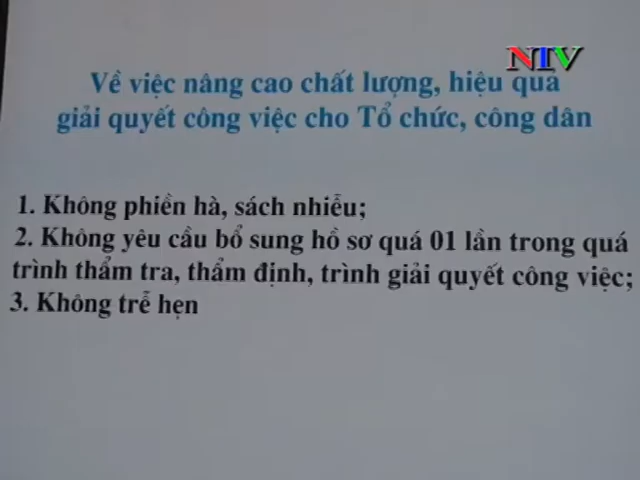 NTV
Về việc nâng cao chất lượng, hiệu quả
giải quyết công việc cho Tổ chức, công dân
1. Không phiền hà, sách nhiễu;
2. Không yêu cầu bổ sung hồ sơ quá 01 lần trong quá
trình thẩm tra, thẩm định, trình giải quyết công việc;
3. Không trễ hẹn